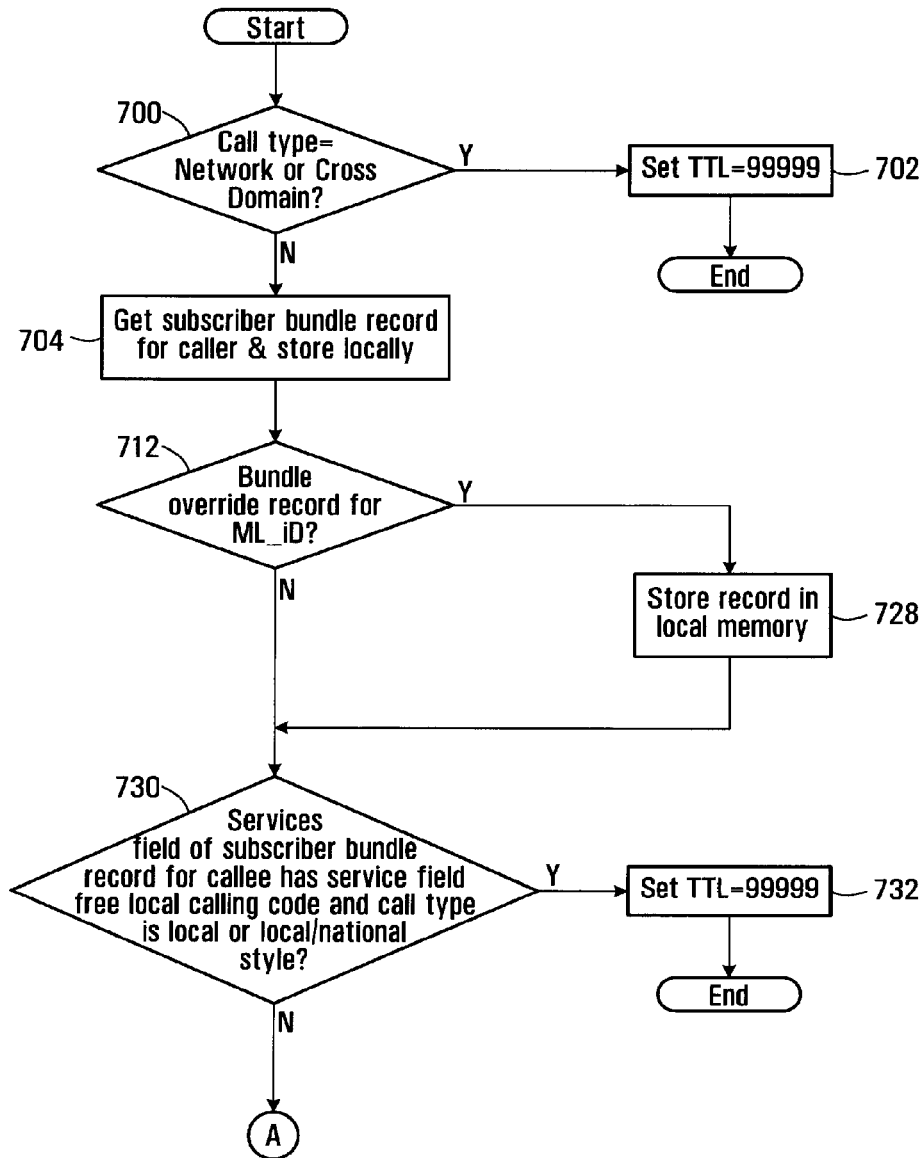 Start
700
Call type=
Network or Cross
Domain?
Y
Set TTL=99999
702
N
End
704
Get subscriber bundle record
for caller & store locally
712
Bundle
override record for
ML_iD?
Y
N
Store record in
local memory
728
730
Services
field of subscriber bundle
record for callee has service field
free local calling code and call type
is local or local/national
style?
Y
Set TTL=99999
732
End
N
A